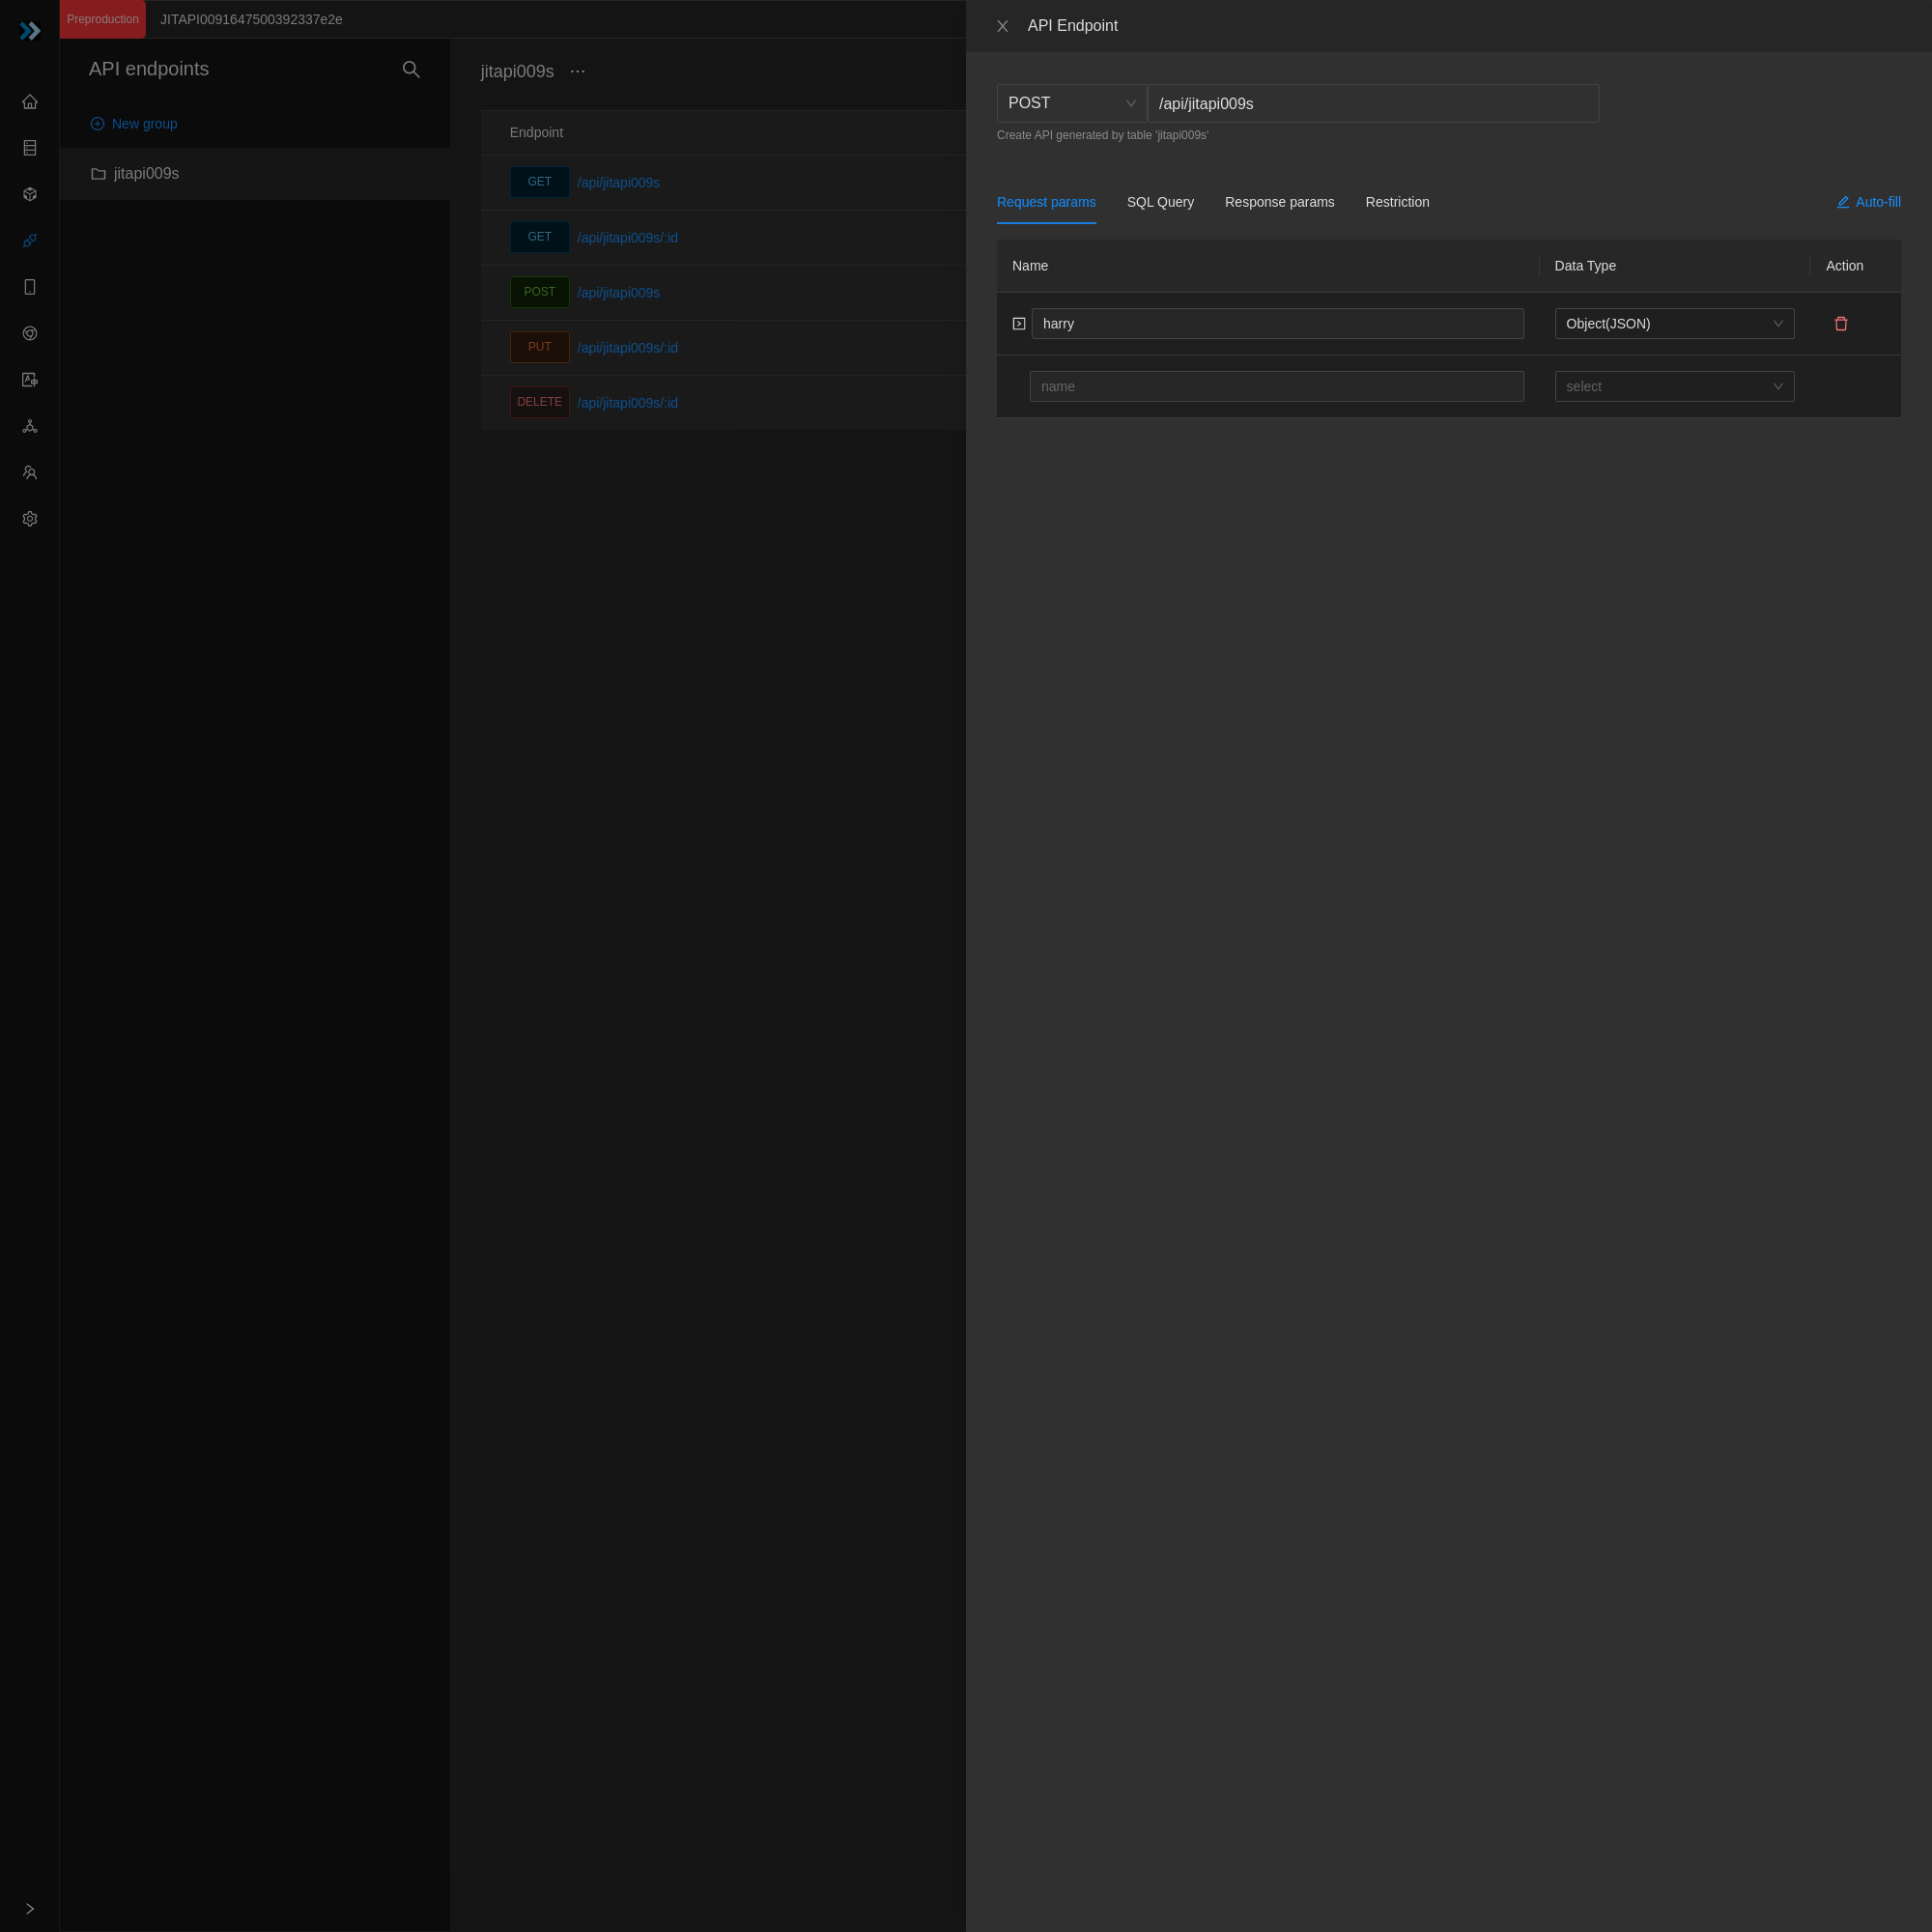 Preproduction JITAPI0091647500392337e2e
API endpoints
New group
jitapi009s
jitapi009s ···
Endpoint
GET /api/jitapi009s
GET /api/jitapi009s/:id
POST /api/jitapi009s
PUT /api/jitapi009s/:id
DELETE /api/jitapi009s/:id
API Endpoint
POST /api/jitapi009s
Create API generated by table 'jitapi009s'
Request params SQL Query Response params Restriction Auto-fill
Name Data Type Action
harry Object(JSON)
name select